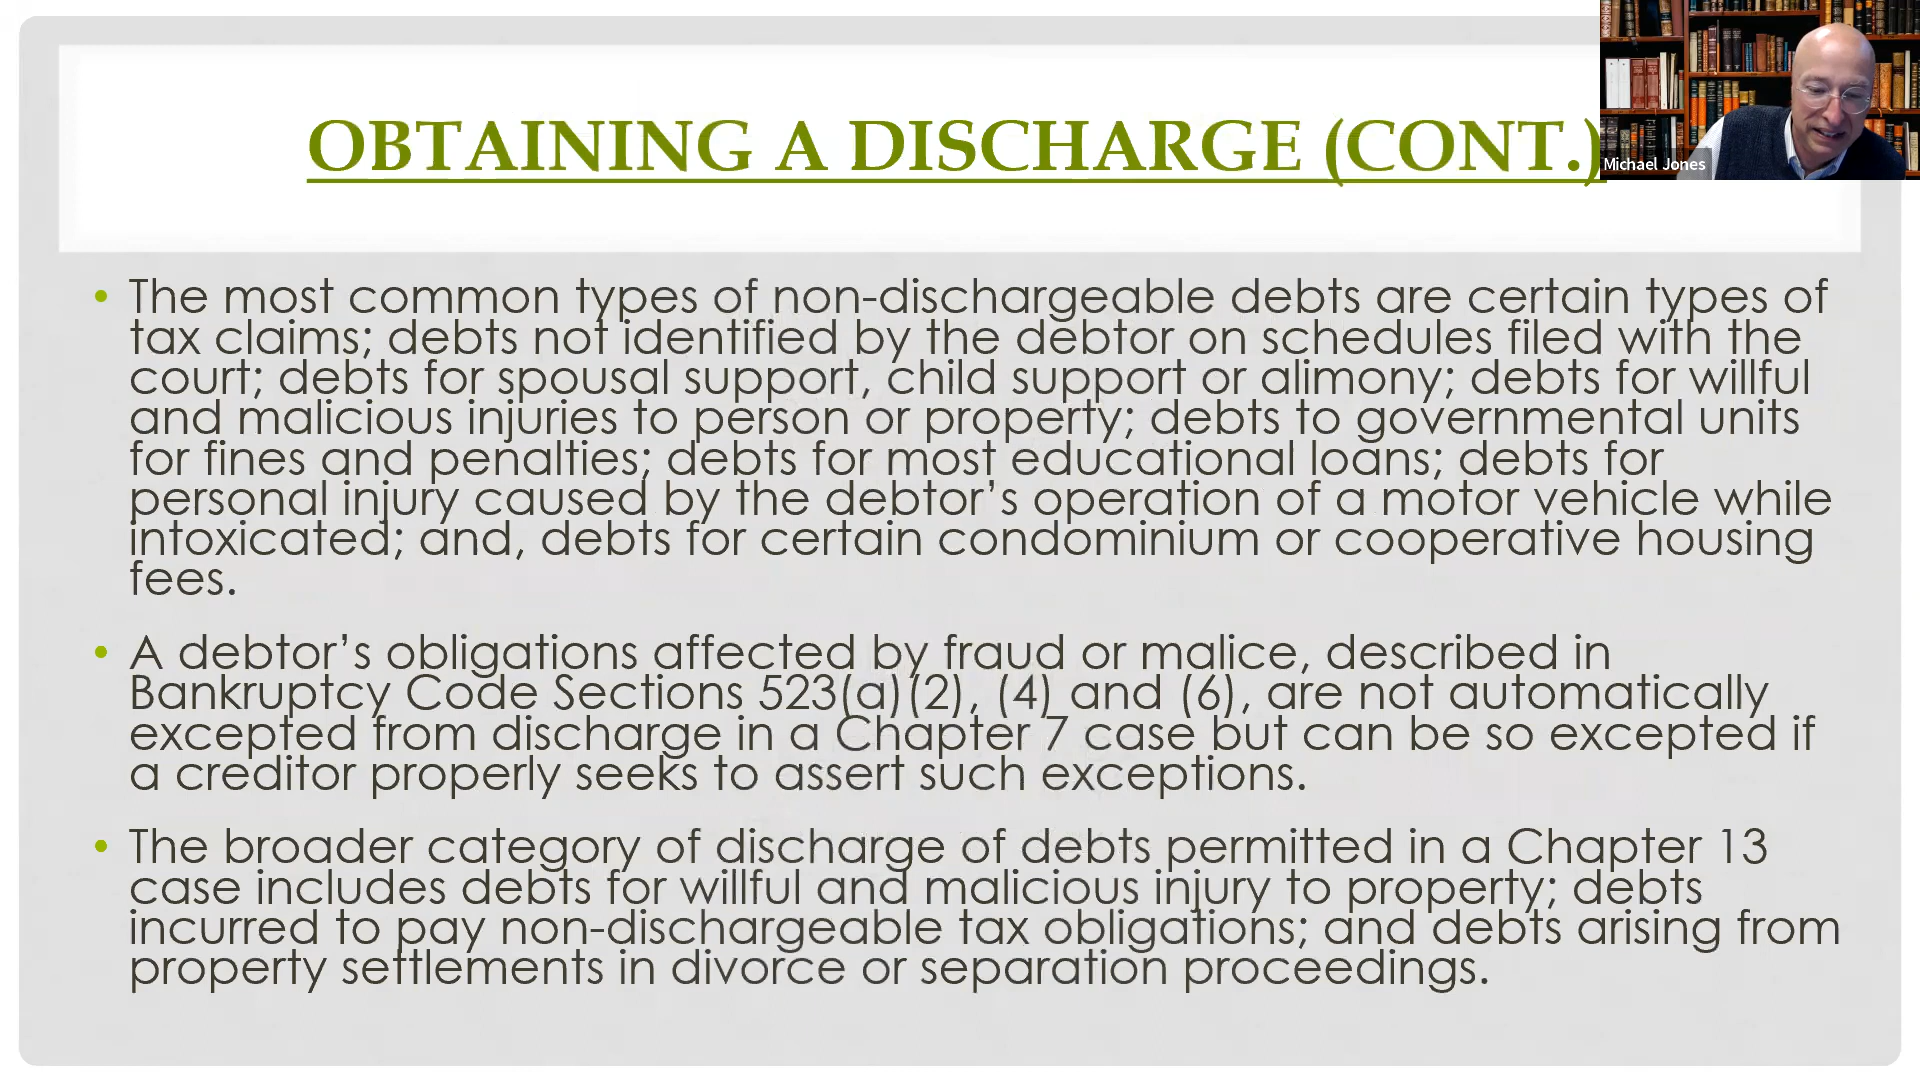 OBTAINING A DISCHARGE (CONT.)
Michael Jones
• The most common types of non-dischargeable debts are certain types of
tax claims; debts not identified by the debtor on schedules filed with the
court; debts for spousal support, child support or alimony; debts for willful
and malicious injuries to person or property; debts to governmental units
for fines and penalties; debts for most educational loans; debts for
personal injury caused by the debtor’s operation of a motor vehicle while
intoxicated; and, debts for certain condominium or cooperative housing
fees.
• A debtor’s obligations affected by fraud or malice, described in
Bankruptcy Code Sections 523(a)(2), (4) and (6), are not automatically
excepted from discharge in a Chapter 7 case but can be so excepted if
a creditor properly seeks to assert such exceptions.
• The broader category of discharge of debts permitted in a Chapter 13
case includes debts for willful and malicious injury to property; debts
incurred to pay non-dischargeable tax obligations; and debts arising from
property settlements in divorce or separation proceedings.